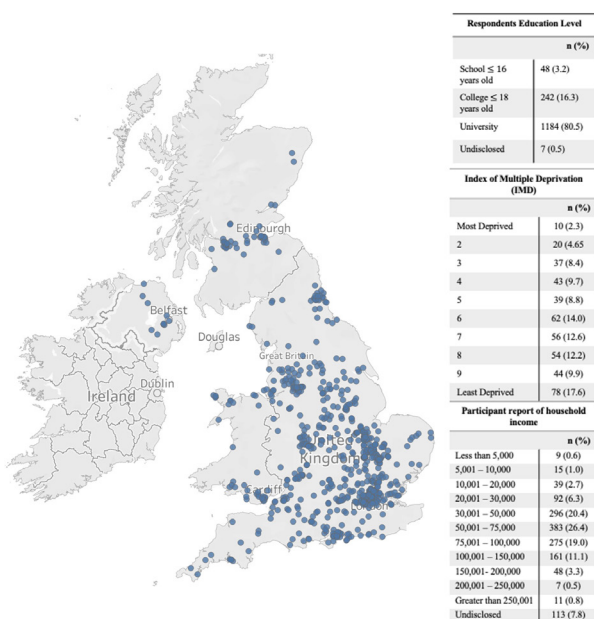 Edinburgh
Belfast
Douglas
Great Britain
Dublin
Ireland
United
Kingdom
Cardiff
London
Respondents Education Level
n (%)
School ≤ 16 years old 48 (3.2)
College ≤ 18 years old 242 (16.3)
University 1184 (80.5)
Undisclosed 7 (0.5)
Index of Multiple Deprivation
(IMD)
n (%)
Most Deprived 10 (2.3)
2 20 (4.65
3 37 (8.4)
4 43 (9.7)
5 39 (8.8)
6 62 (14.0)
7 56 (12.6)
8 54 (12.2)
9 44 (9.9)
Least Deprived 78 (17.6)
Participant report of household
income
n (%)
Less than 5,000 9 (0.6)
5,001 – 10,000 15 (1.0)
10,001 – 20,000 39 (2.7)
20,001 – 30,000 92 (6.3)
30,001 – 50,000 296 (20.4)
50,001 – 75,000 383 (26.4)
75,001 – 100,000 275 (19.0)
100,001 – 150,000 161 (11.1)
150,001- 200,000 48 (3.3)
200,001 – 250,000 7 (0.5)
Greater than 250,001 11 (0.8)
Undisclosed 113 (7.8)